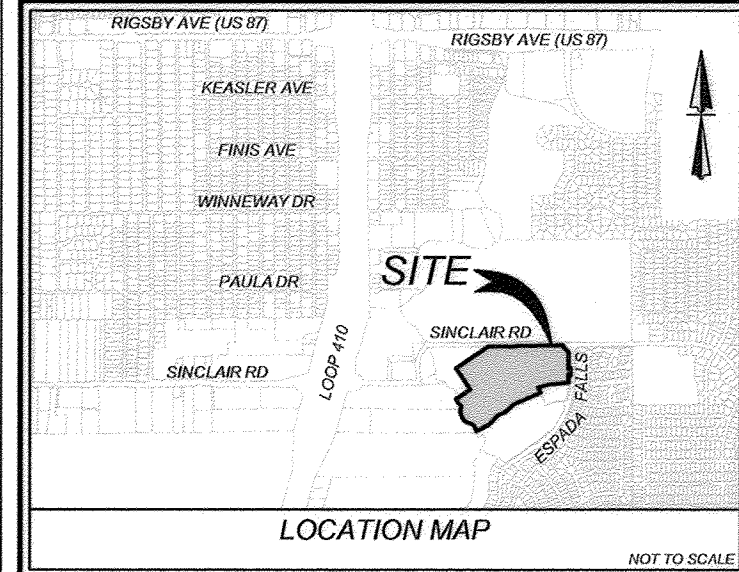 RIGSBY AVE (US 87)
RIGSBY AVE (US 87)
KEASLER AVE
FINIS AVE
WINNEWAY DR
PAULA DR
SITE
SINCLAIR RD
LOOP 410
SINCLAIR RD
ESPADA FALLS
LOCATION MAP
NOT TO SCALE